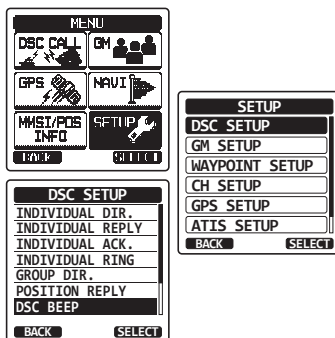 MENU
DSC CALL
GM
GPS
NAVI
MMSI/POS INFO
SETUP
BACK
SELECT
SETUP
DSC SETUP
GM SETUP
WAYPOINT SETUP
CH SETUP
GPS SETUP
ATIS SETUP
BACK
SELECT
DSC SETUP
INDIVIDUAL DIR.
INDIVIDUAL REPLY
INDIVIDUAL ACK.
INDIVIDUAL RING
GROUP DIR.
POSITION REPLY
DSC BEEP
BACK
SELECT